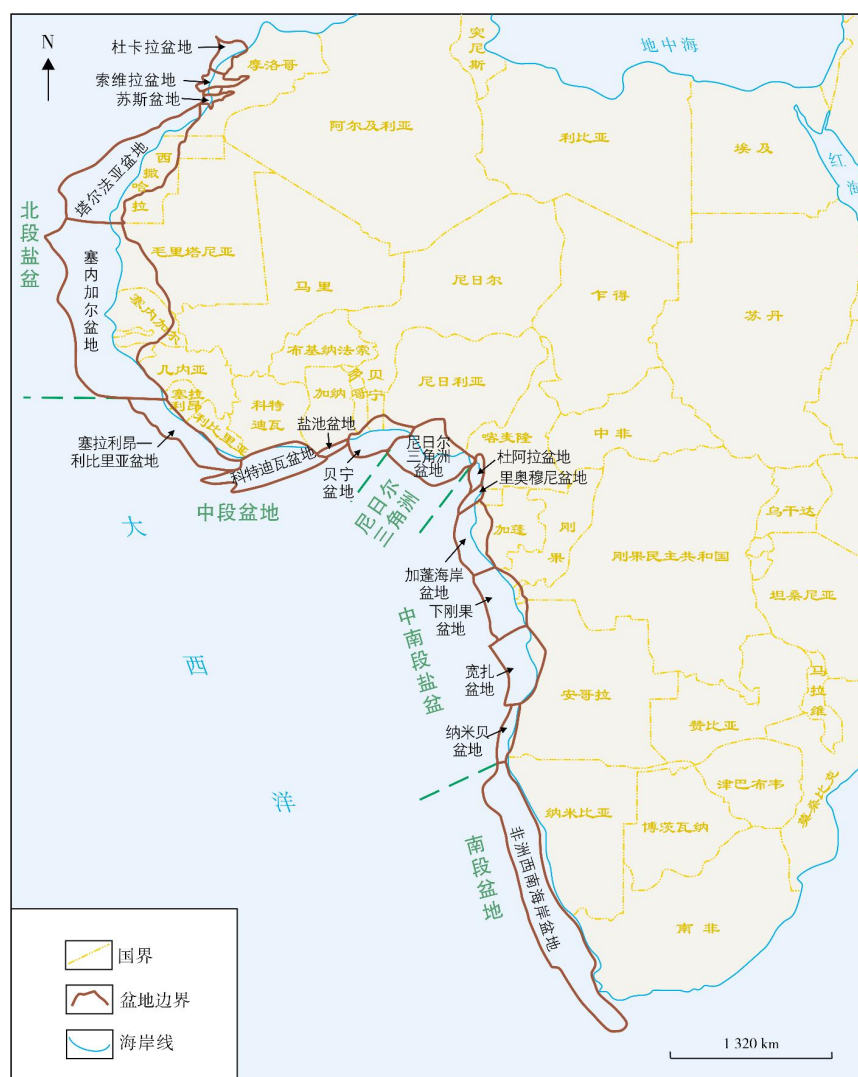 N
杜卡拉盆地
索维拉盆地
苏斯盆地
摩洛哥
突尼斯
地中海
阿尔及利亚
利比亚
埃及
红海
塔尔法亚盆地
西撒哈拉
北段盐盆
毛里塔尼亚
马里
尼日尔
乍得
苏丹
塞内加尔盆地
塞内加尔
布基纳法索
几内亚
塞拉
利昂
利比里亚
科特
迪瓦
加纳
多哥
贝宁
尼日利亚
喀麦隆
中非
盐池盆地
塞拉利昂—
利比里亚盆地
科特迪瓦盆地
贝宁
盆地
尼日尔
三角洲
盆地
杜阿拉盆地
里奥穆尼盆地
中段盆地
尼日尔
三角洲
加蓬
刚果
刚果民主共和国
乌干达
坦桑尼亚
加蓬海岸
盆地
下刚果
盆地
中南段盐盆
宽扎
盆地
安哥拉
赞比亚
马拉维
纳米贝
盆地
大西洋
纳米比亚
博茨瓦纳
津巴布韦
莫桑比克
南段盆地
非洲西南海岸盆地
南非
国界
盆地边界
海岸线
1 320 km